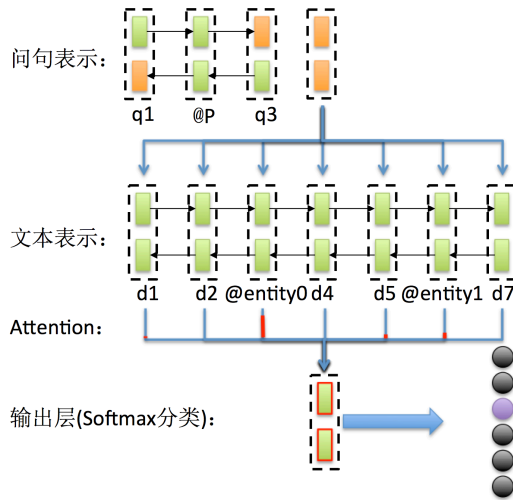 问句表示：
q1 @P q3
文本表示：
d1 d2 @entity0 d4 d5 @entity1 d7
Attention：
输出层(Softmax分类)：